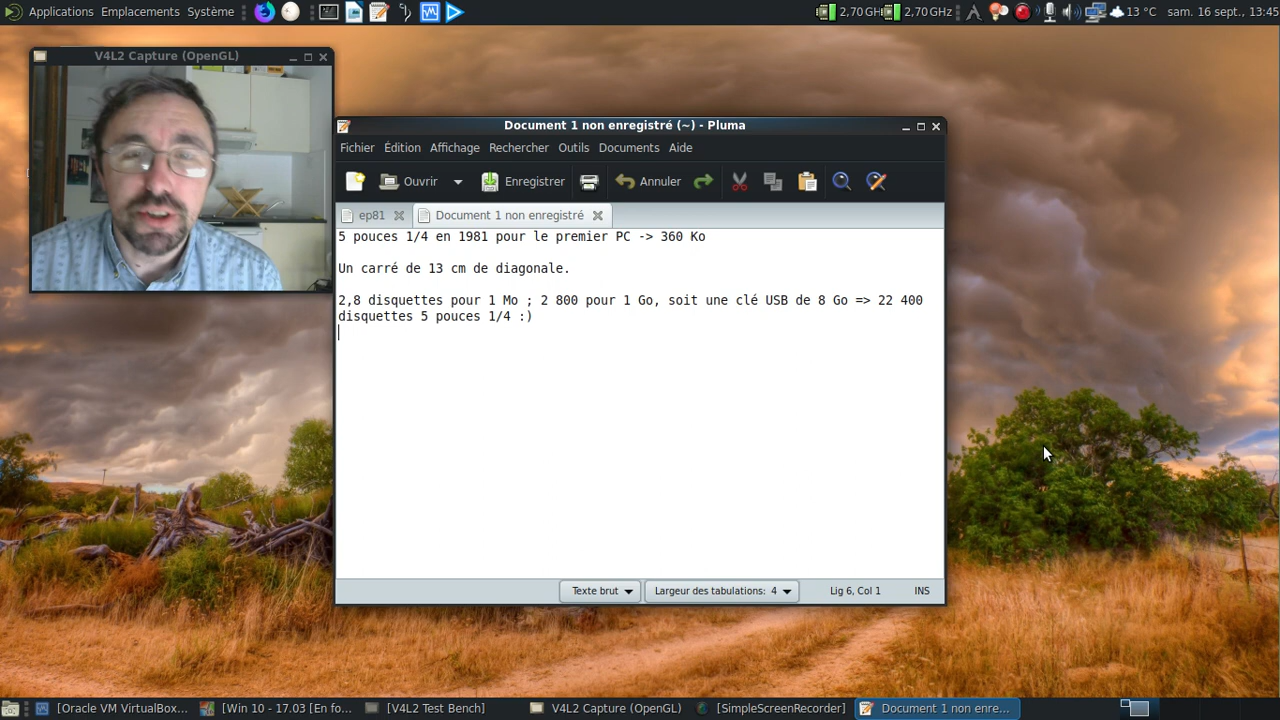 Applications Emplacements Système 2,70 GHz 2,70 GHz 13 °C sam. 16 sept., 13:45
V4L2 Capture (OpenGL)
Document 1 non enregistré (~) - Pluma
Fichier Édition Affichage Rechercher Outils Documents Aide
Ouvrir Enregistrer Annuler
ep81 Document 1 non enregistré
5 pouces 1/4 en 1981 pour le premier PC -> 360 Ko
Un carré de 13 cm de diagonale.
2,8 disquettes pour 1 Mo ; 2 800 pour 1 Go, soit une clé USB de 8 Go => 22 400
disquettes 5 pouces 1/4 :)
Texte brut Largeur des tabulations: 4 Lig 6, Col 1 INS
[Oracle VM VirtualBox... [Win 10 - 17.03 [En fo... [V4L2 Test Bench] V4L2 Capture (OpenGL) [SimpleScreenRecorder] Document 1 non enre...